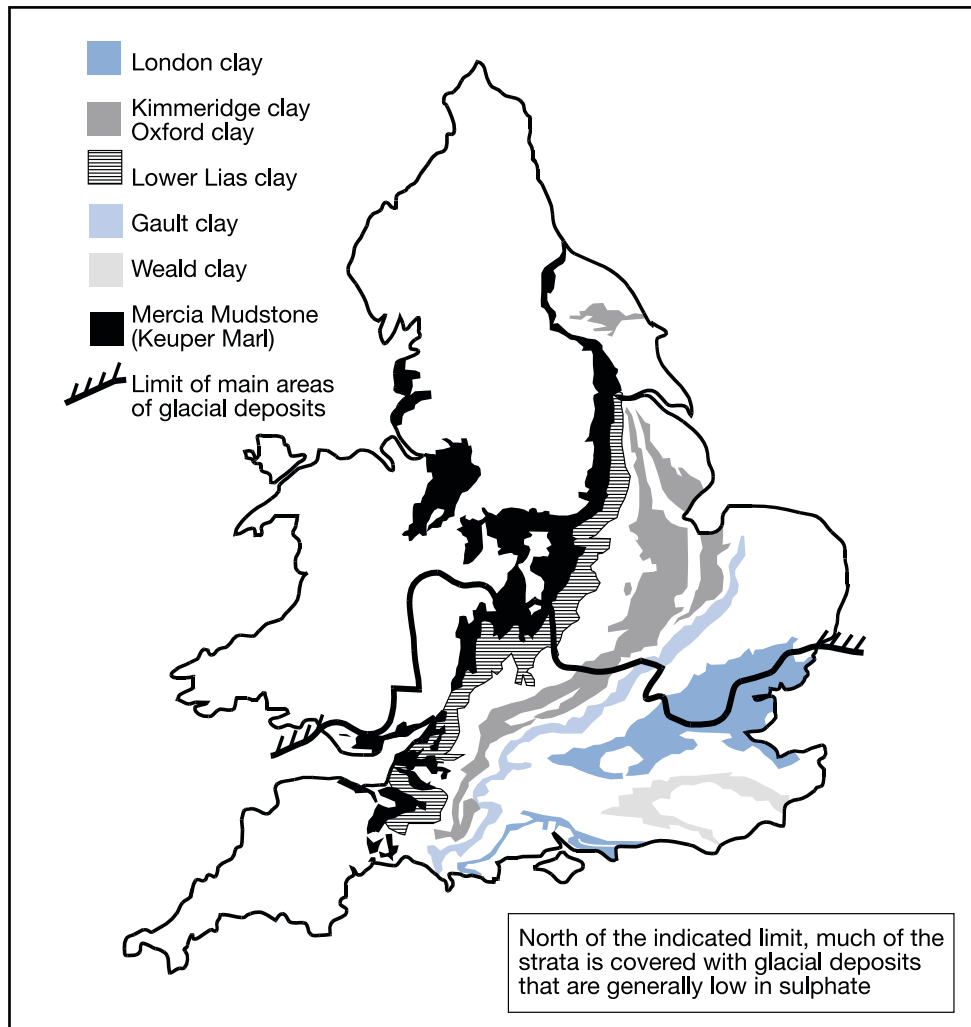 London clay
Kimmeridge clay
Oxford clay
Lower Lias clay
Gault clay
Weald clay
Mercia Mudstone
(Keuper Marl)
Limit of main areas
of glacial deposits
North of the indicated limit, much of the
strata is covered with glacial deposits
that are generally low in sulphate